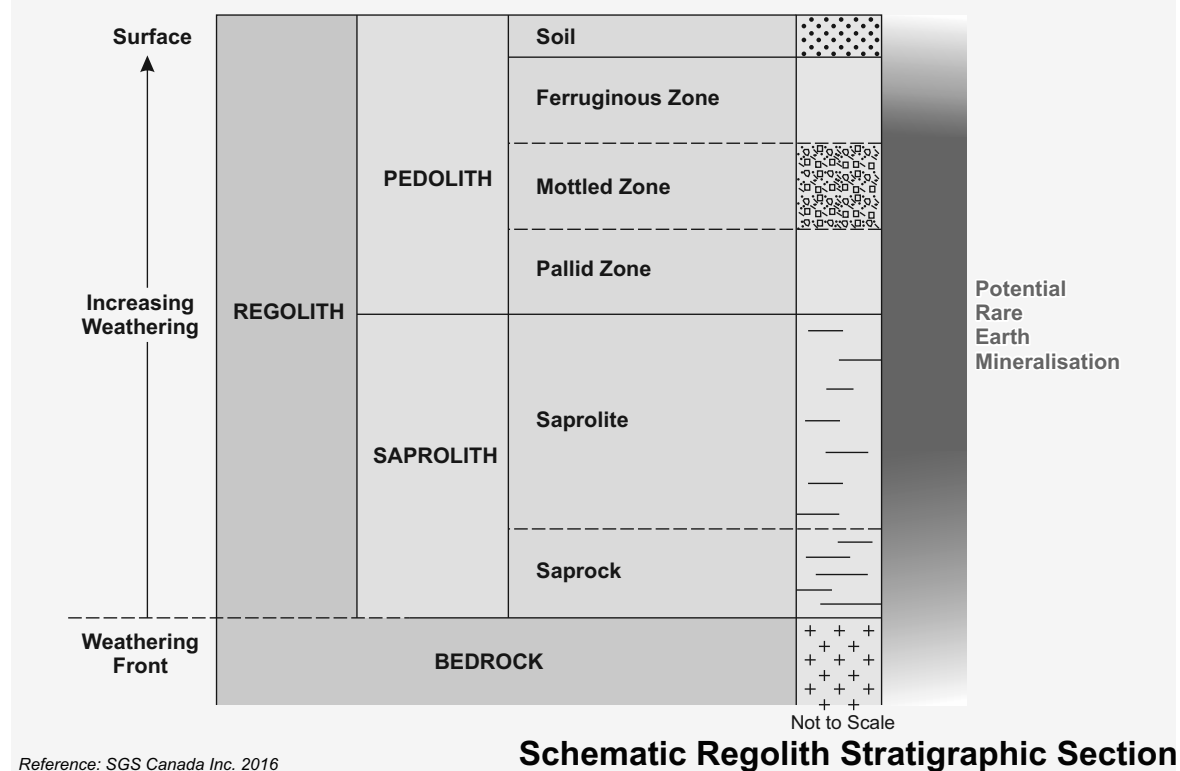 Surface
Increasing
Weathering
Weathering
Front
REGOLITH
PEDOLITH
SAPROLITH
Soil
Ferruginous Zone
Mottled Zone
Pallid Zone
Saprolite
Saprock
BEDROCK
Potential
Rare
Earth
Mineralisation
Not to Scale
Schematic Regolith Stratigraphic Section
Reference: SGS Canada Inc. 2016